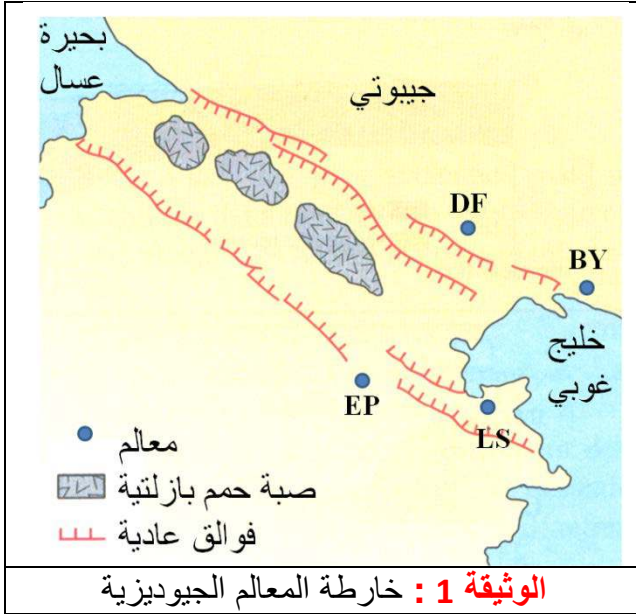 بحيرة
عسال
جيبوتي
DF
BY
خليج
غوبي
EP
LS
معالم
صبة حمم بازلتية
فوالق عادية
الوثيقة 1 : خارطة المعالم الجيوديزية